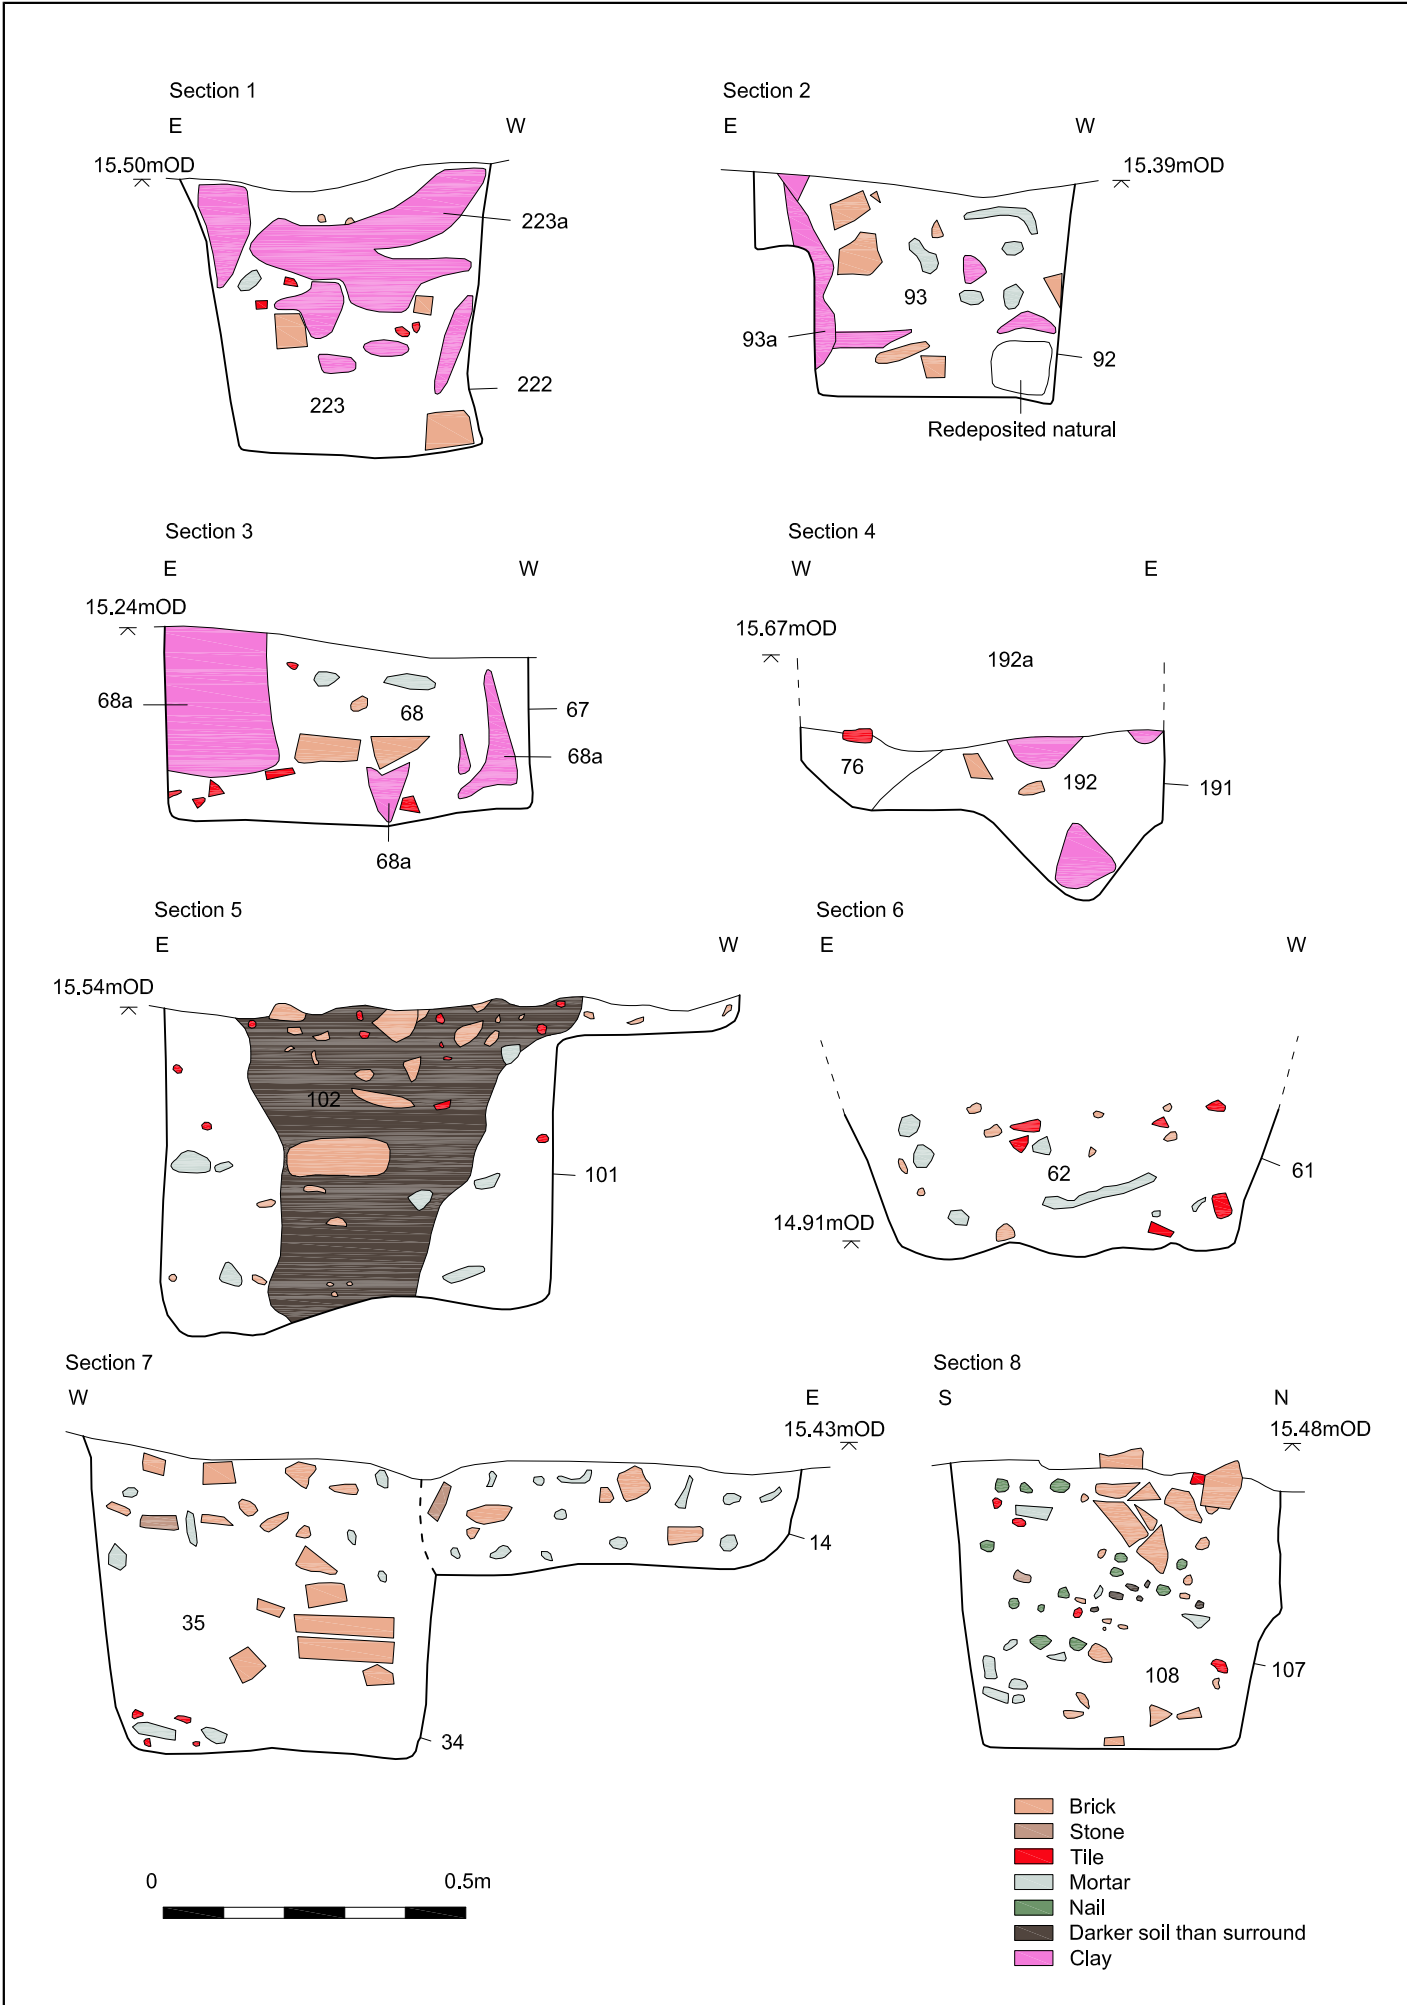 Section 1
E W
15.50mOD
223a
222
223
Section 2
E W
15.39mOD
93
93a
92
Redeposited natural
Section 3
E W
15.24mOD
68a
68
67
68a
68a
Section 4
W E
15.67mOD
192a
76
192
191
Section 5
E W
15.54mOD
102
101
Section 6
E W
62
61
14.91mOD
Section 7
W E
15.43mOD
14
35
34
Section 8
S N
15.48mOD
108
107
0 0.5m
Brick
Stone
Tile
Mortar
Nail
Darker soil than surround
Clay